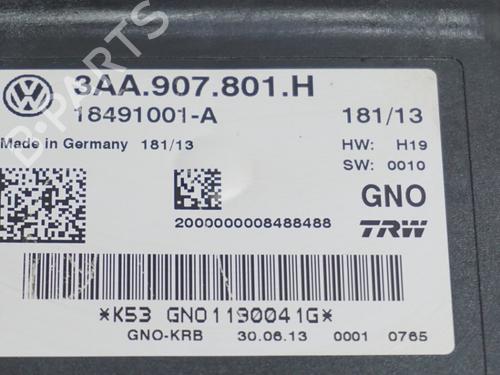 3AA.907.801.H
18491001-A 181/13
Made in Germany 181/13 HW: H19
SW: 0010
GNO
2000000008488488
TRW
*K53 GNO1190041G*
GNO-KRB 30.06.13 0001 0765
B-PARTS